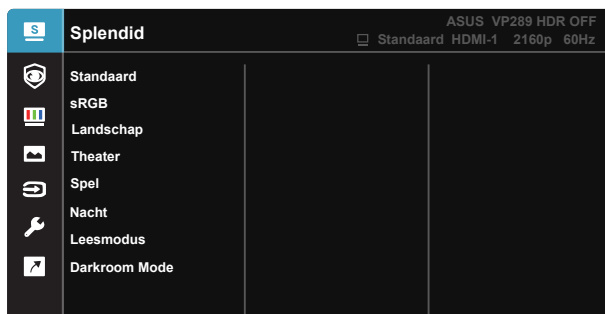 S
Splendid
ASUS VP289 HDR OFF
Standaard HDMI-1 2160p 60Hz
Standaard
sRGB
Landschap
Theater
Spel
Nacht
Leesmodus
Darkroom Mode